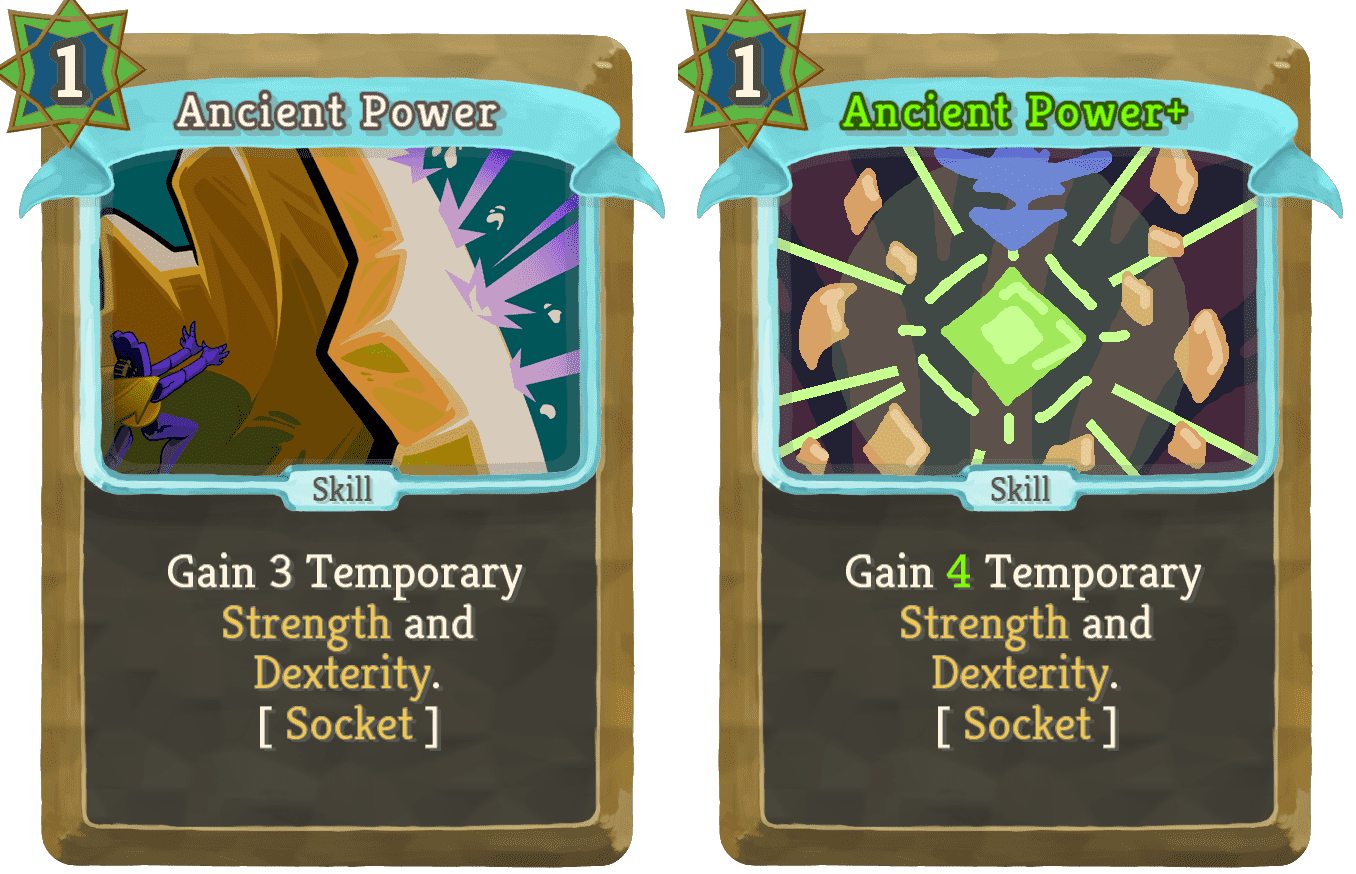 1
Ancient Power
Skill
Gain 3 Temporary
Strength and
Dexterity.
[ Socket ]
1
Ancient Power+
Skill
Gain 4 Temporary
Strength and
Dexterity.
[ Socket ]